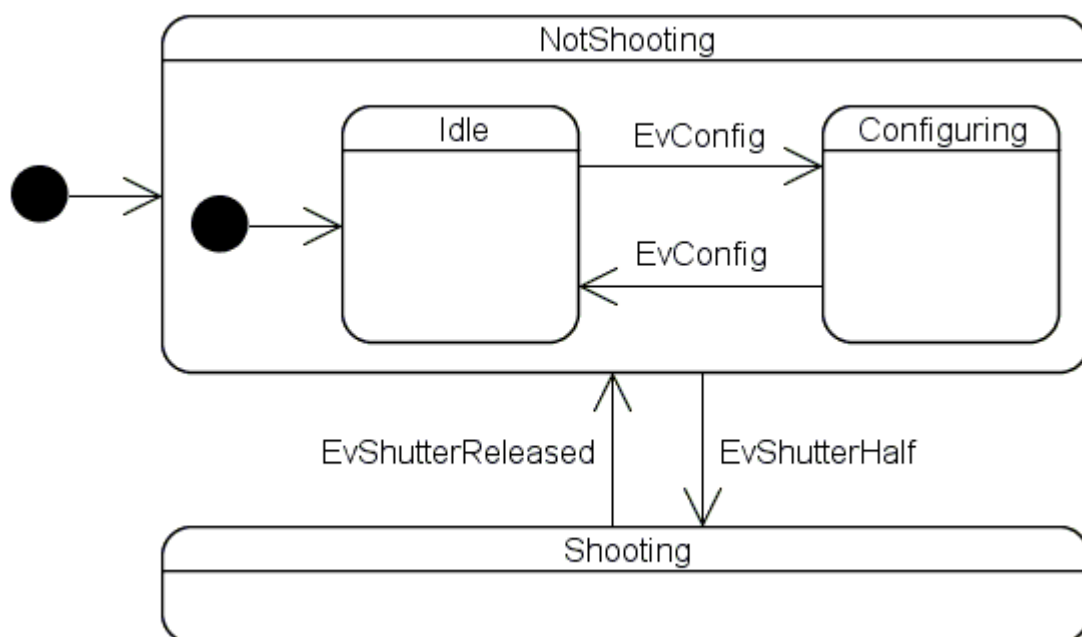 NotShooting
Idle
EvConfig
Configuring
EvConfig
EvShutterReleased
EvShutterHalf
Shooting